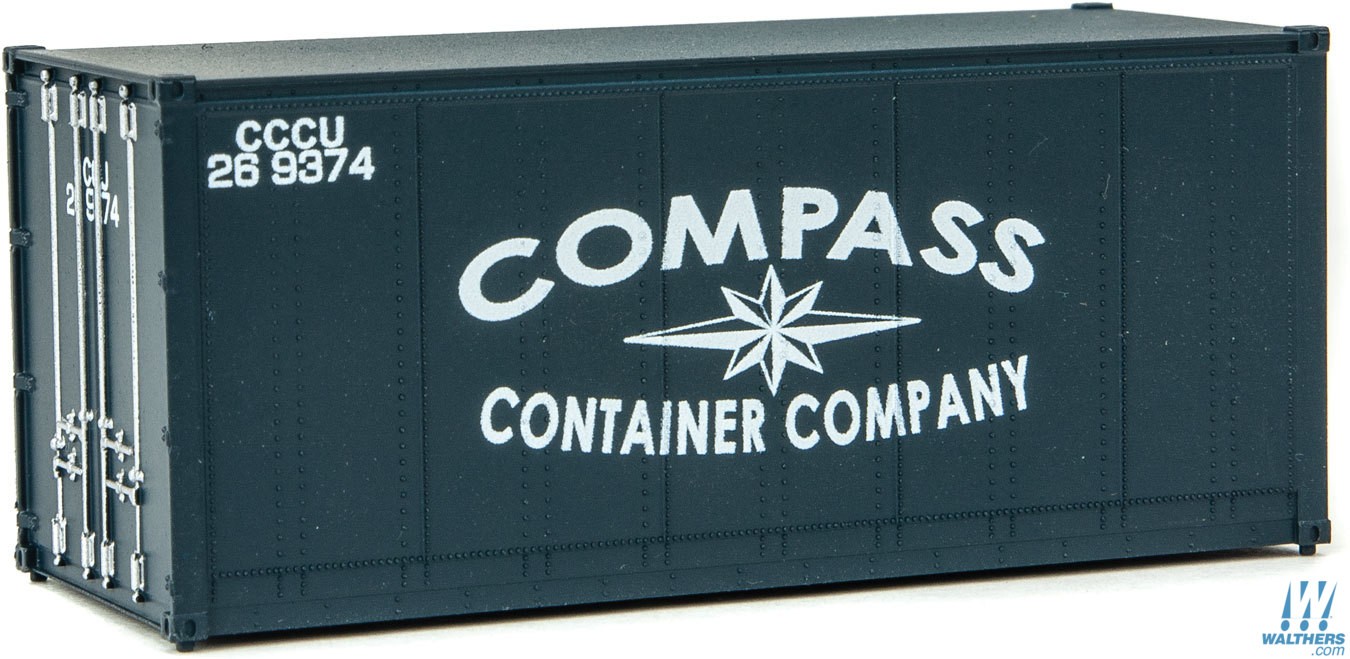 CCCU
26 9374
COMPASS
CONTAINER COMPANY
WALTHERS
.com